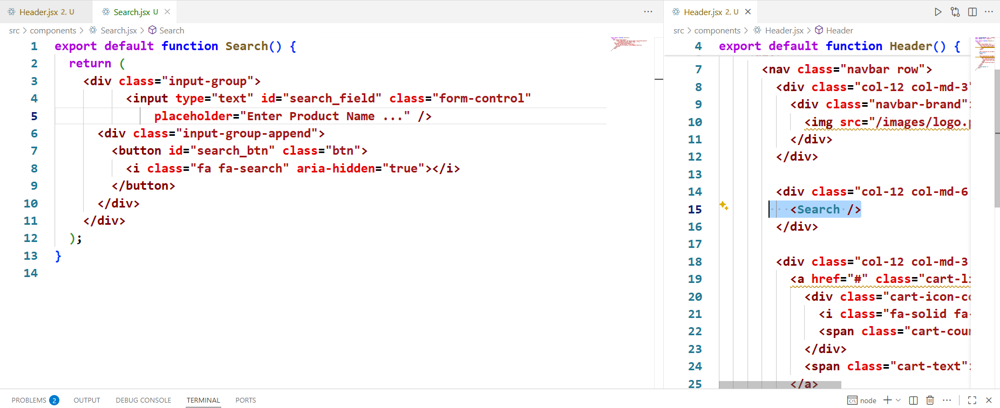 Header.jsx 2, U
Search.jsx U
src > components > Search.jsx > Search
1 export default function Search() {
2 return (
3 <div class="input-group">
4 <input type="text" id="search_field" class="form-control"
5 placeholder="Enter Product Name ..." />
6 <div class="input-group-append">
7 <button id="search_btn" class="btn">
8 <i class="fa fa-search" aria-hidden="true"></i>
9 </button>
10 </div>
11 </div>
12 );
13 }
14
Header.jsx 2, U
src > components > Header.jsx > Header
4 export default function Header() {
7 <nav class="navbar row">
8 <div class="col-12 col-md-3"
9 <div class="navbar-brand">
10 <img src="/images/logo.p
11 </div>
12 </div>
13
14 <div class="col-12 col-md-6
15 <Search />
16 </div>
17
18 <div class="col-12 col-md-3
19 <a href="#" class="cart-li
20 <div class="cart-icon-co
21 <i class="fa-solid fa-
22 <span class="cart-coun
23 </div>
24 <span class="cart-text">
25 </a>
PROBLEMS 2
OUTPUT
DEBUG CONSOLE
TERMINAL
PORTS
node